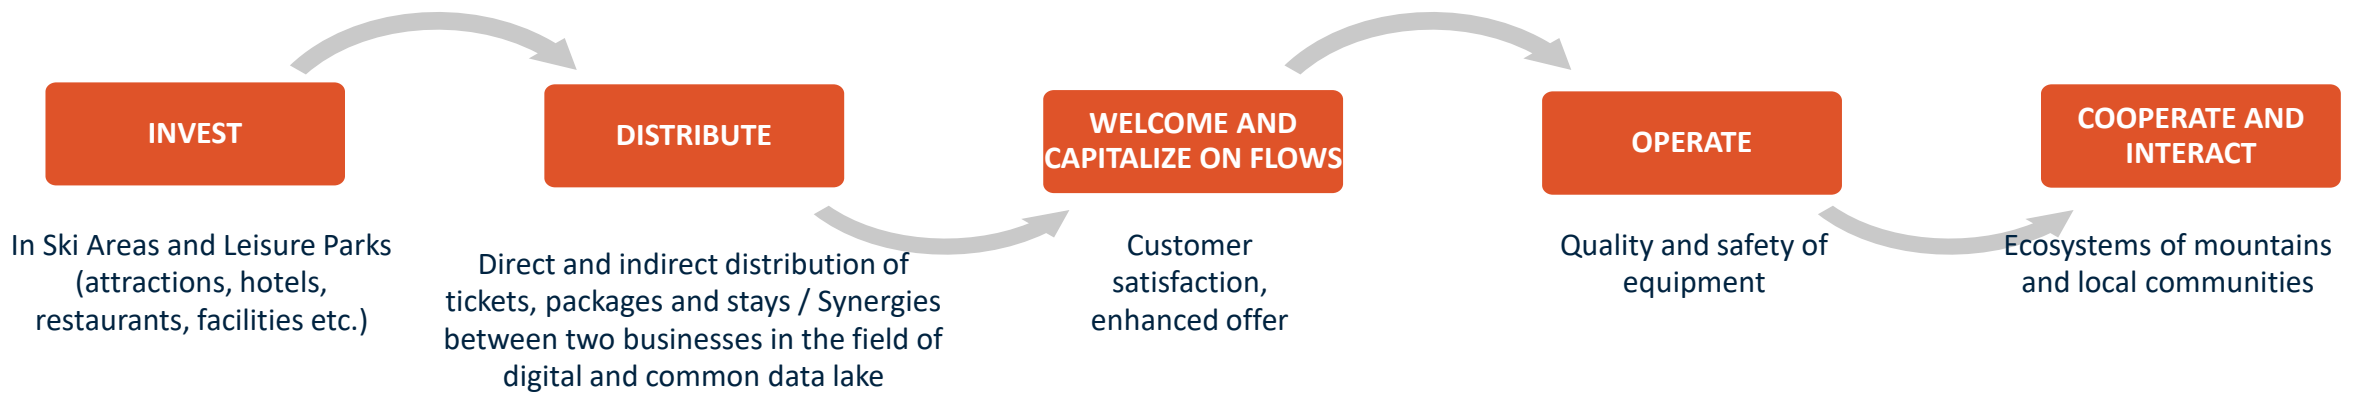 INVEST
In Ski Areas and Leisure Parks
(attractions, hotels,
restaurants, facilities etc.)
DISTRIBUTE
Direct and indirect distribution of
tickets, packages and stays / Synergies
between two businesses in the field of
digital and common data lake
WELCOME AND
CAPITALIZE ON FLOWS
Customer
satisfaction,
enhanced offer
OPERATE
Quality and safety of
equipment
COOPERATE AND
INTERACT
Ecosystems of mountains
and local communities